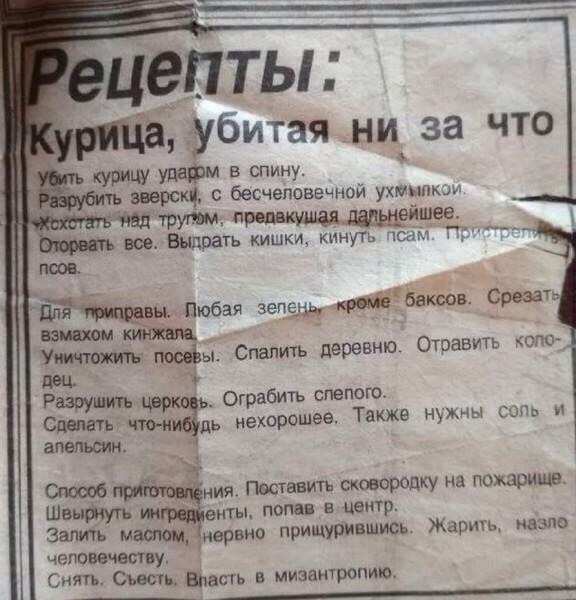 Рецепты:
Курица, убитая ни за что
Убить курицу ударом в спину.
Разрубить зверски, с бесчеловечной ухмылкой.
Хохотать над трупом, предвкушая дальнейшее.
Оторвать все. Выдрать кишки, кинуть псам. Пристрелить
псов.
Для приправы. Любая зелень, кроме баксов. Срезать
взмахом кинжала.
Уничтожить посевы. Спалить деревню. Отравить коло-
дец.
Разрушить церковь. Ограбить слепого.
Сделать что-нибудь нехорошее. Также нужны соль и
апельсин.
Способ приготовления. Поставить сковородку на пожарище.
Швырнуть ингредиенты, попав в центр.
Залить маслом, нервно прищурившись. Жарить, назло
человечеству.
Снять. Съесть. Впасть в мизантропию.